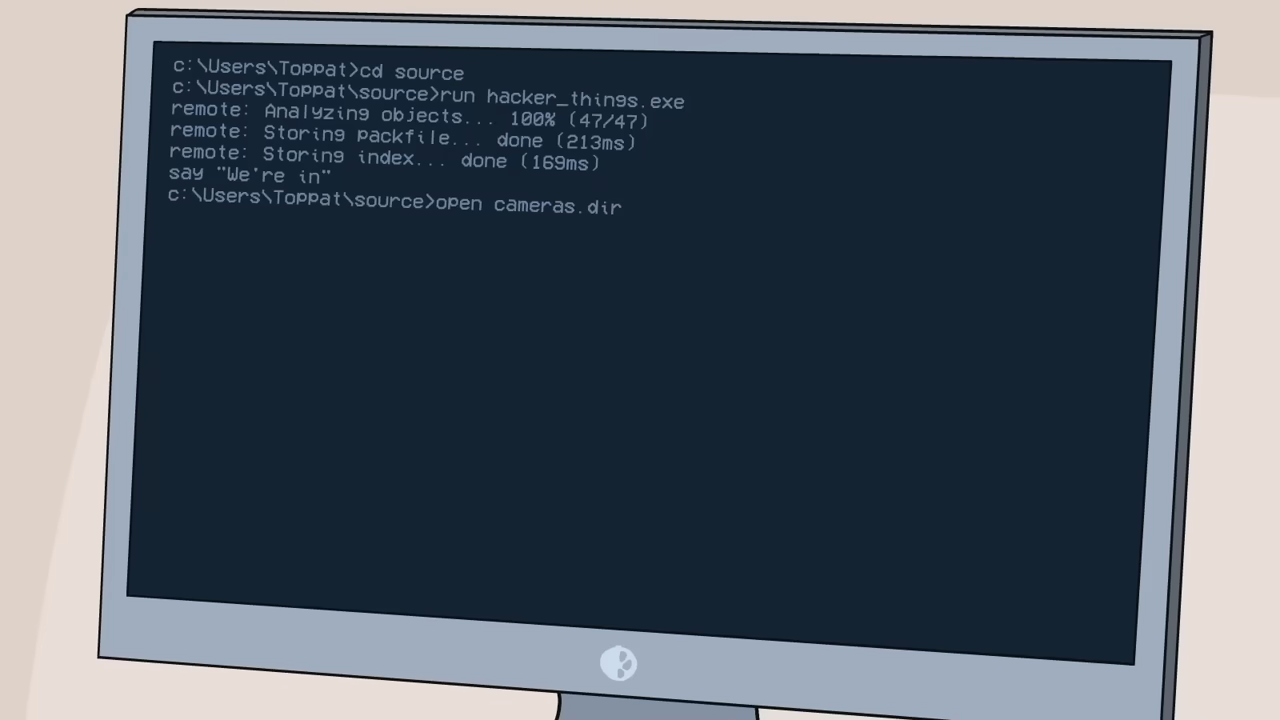 c:\Users\Toppat>cd source
c:\Users\Toppat\source>run hacker_things.exe
remote: Analyzing objects... 100% (47/47)
remote: Storing packfile... done (213ms)
remote: Storing index... done (169ms)
say "We're in"
c:\Users\Toppat\source>open cameras.dir